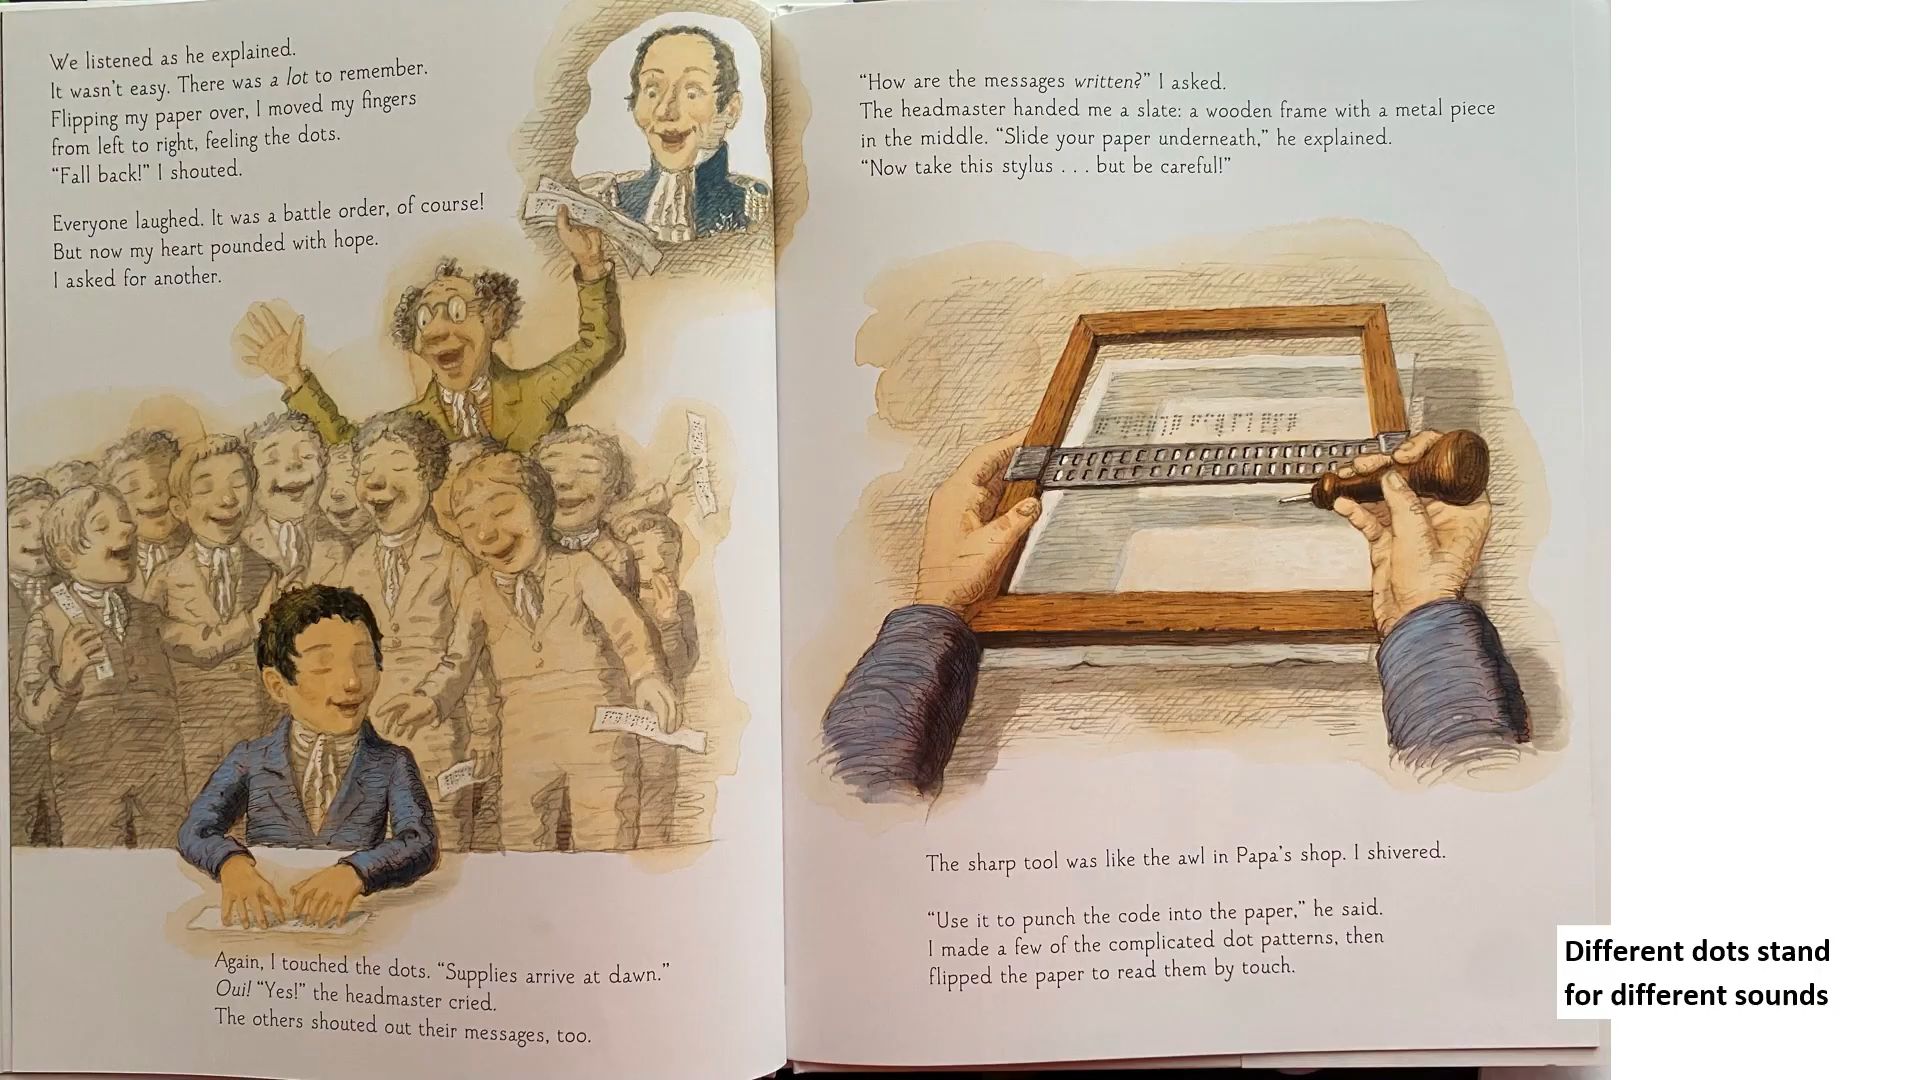 We listened as he explained.
It wasn't easy. There was a lot to remember.
Flipping my paper over, I moved my fingers
from left to right, feeling the dots.
“Fall back!” I shouted.
Everyone laughed. It was a battle order, of course!
But now my heart pounded with hope.
I asked for another.
Again, I touched the dots. “Supplies arrive at dawn.”
Oui! “Yes!” the headmaster cried.
The others shouted out their messages, too.
“How are the messages written?” I asked.
The headmaster handed me a slate: a wooden frame with a metal piece
in the middle. “Slide your paper underneath,” he explained.
“Now take this stylus . . . but be careful!”
The sharp tool was like the awl in Papa's shop. I shivered.
“Use it to punch the code into the paper,” he said.
I made a few of the complicated dot patterns, then
flipped the paper to read them by touch.
Different dots stand
for different sounds